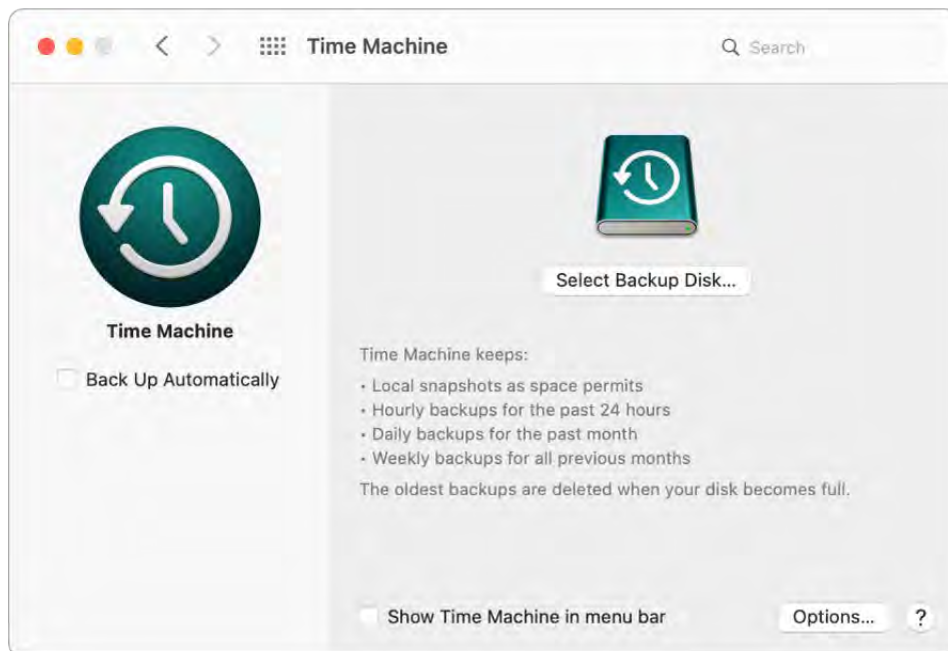 Time Machine
Search
Select Backup Disk...
Time Machine
Back Up Automatically
Time Machine keeps:
• Local snapshots as space permits
• Hourly backups for the past 24 hours
• Daily backups for the past month
• Weekly backups for all previous months
The oldest backups are deleted when your disk becomes full.
Show Time Machine in menu bar
Options...
?